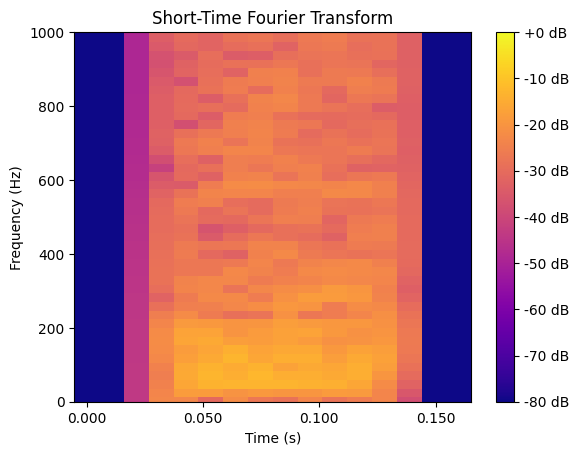 Short-Time Fourier Transform
1000
800
600
400
200
0
Frequency (Hz)
0.000
0.050
0.100
0.150
Time (s)
+0 dB
-10 dB
-20 dB
-30 dB
-40 dB
-50 dB
-60 dB
-70 dB
-80 dB